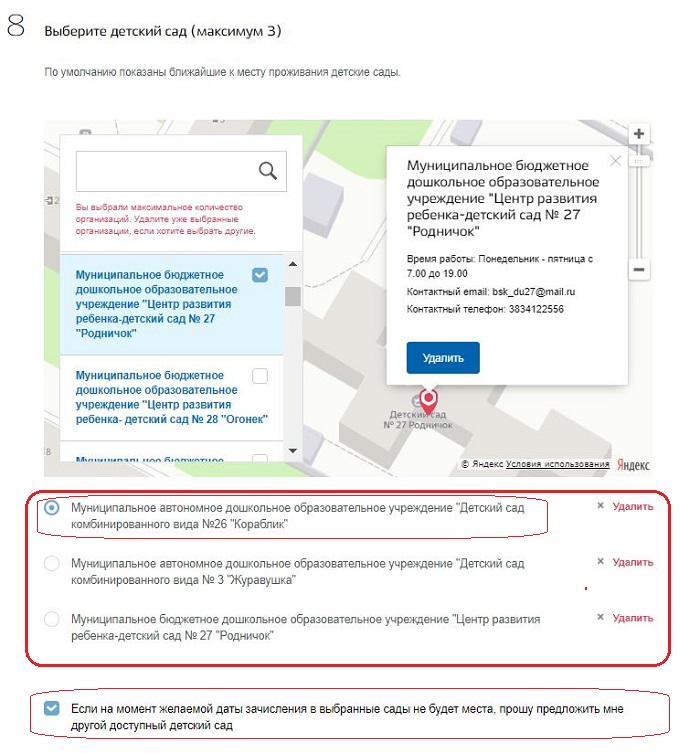 8
Выберите детский сад (максимум 3)
По умолчанию показаны ближайшие к месту проживания детские сады.
Вы выбрали максимальное количество
организаций. Удалите уже выбранные
организации, если хотите выбрать другие.
Муниципальное бюджетное
дошкольное образовательное
учреждение "Центр развития
ребенка-детский сад № 27
"Родничок"
Муниципальное бюджетное
дошкольное образовательное
учреждение "Центр развития
ребенка- детский сад № 28 "Огонек"
Муниципальное бюджетное
Муниципальное бюджетное
дошкольное образовательное
учреждение "Центр развития
ребенка-детский сад № 27
"Родничок"
Время работы: Понедельник - пятница с
7.00 до 19.00
Контактный email: bsk_du27@mail.ru
Контактный телефон: 3834122556
Удалить
Детский сад
№ 27 Родничок
© Яндекс Условия использования Яндекс
Муниципальное автономное дошкольное образовательное учреждение "Детский сад
комбинированного вида №26 "Кораблик"
× Удалить
Муниципальное автономное дошкольное образовательное учреждение "Детский сад
комбинированного вида № 3 "Журавушка"
× Удалить
Муниципальное бюджетное дошкольное образовательное учреждение "Центр развития
ребенка-детский сад № 27 "Родничок"
× Удалить
Если на момент желаемой даты зачисления в выбранные сады не будет места, прошу предложить мне
другой доступный детский сад